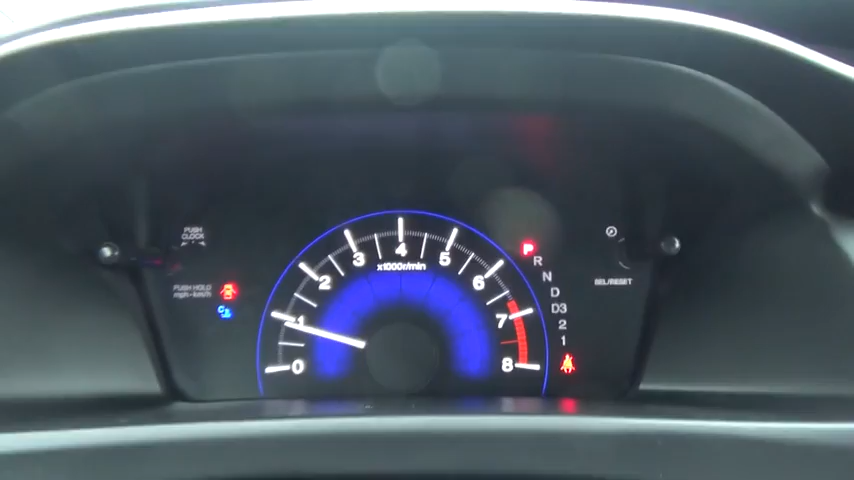 PUSH
CLOCK
PUSH HOLD
mph-km/h
0
1
2
3
4
5
6
7
8
x1000r/min
P
R
N
D
D3
2
1
SEL/RESET
C